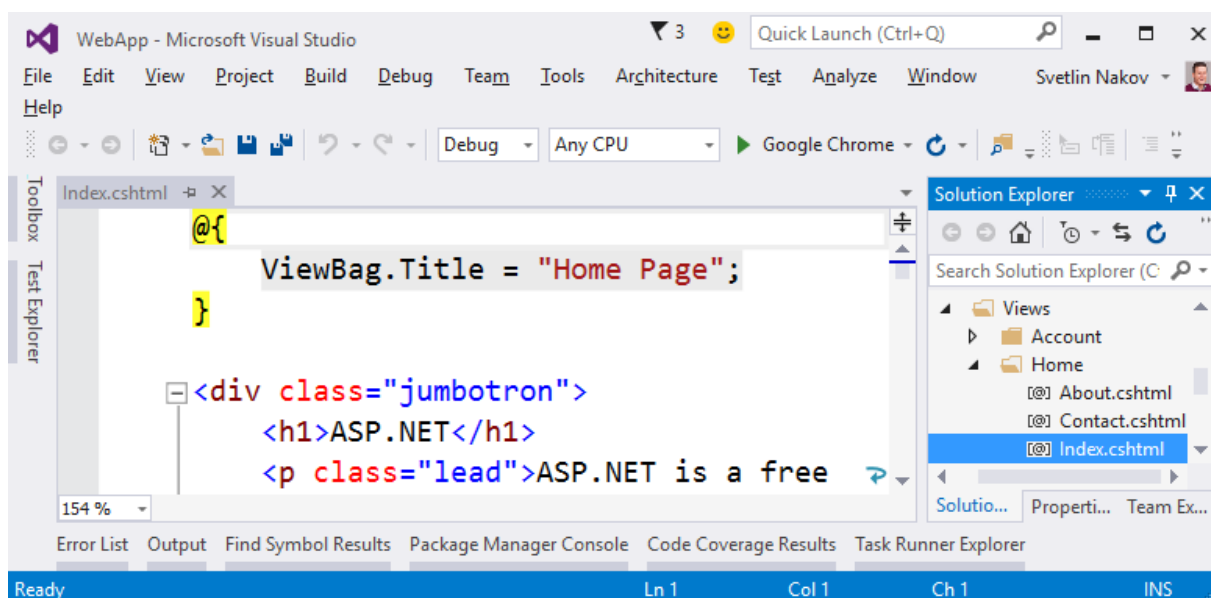 WebApp - Microsoft Visual Studio 3 Quick Launch (Ctrl+Q)
File Edit View Project Build Debug Team Tools Architecture Test Analyze Window Svetlin Nakov
Help
Debug Any CPU Google Chrome
Toolbox
Test Explorer
Index.cshtml
@{
ViewBag.Title = "Home Page";
}
<div class="jumbotron">
<h1>ASP.NET</h1>
<p class="lead">ASP.NET is a free
154 %
Solution Explorer
Search Solution Explorer (C
Views
Account
Home
[@] About.cshtml
[@] Contact.cshtml
[@] Index.cshtml
Solutio... Properti... Team Ex...
Error List Output Find Symbol Results Package Manager Console Code Coverage Results Task Runner Explorer
Ready Ln 1 Col 1 Ch 1 INS